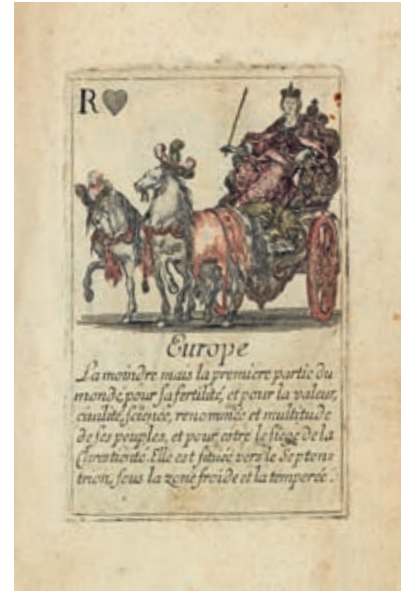 R
Europe
La moindre mais la premiere partie du
monde, pour sa fertilité, et pour la valeur,
ciuilité, science, renommée et multitude
de ses peuples, et pour estre le siege de la
Chrestienté. Elle est située vers le Septen=
trion, sous la zone froide et la temperée.